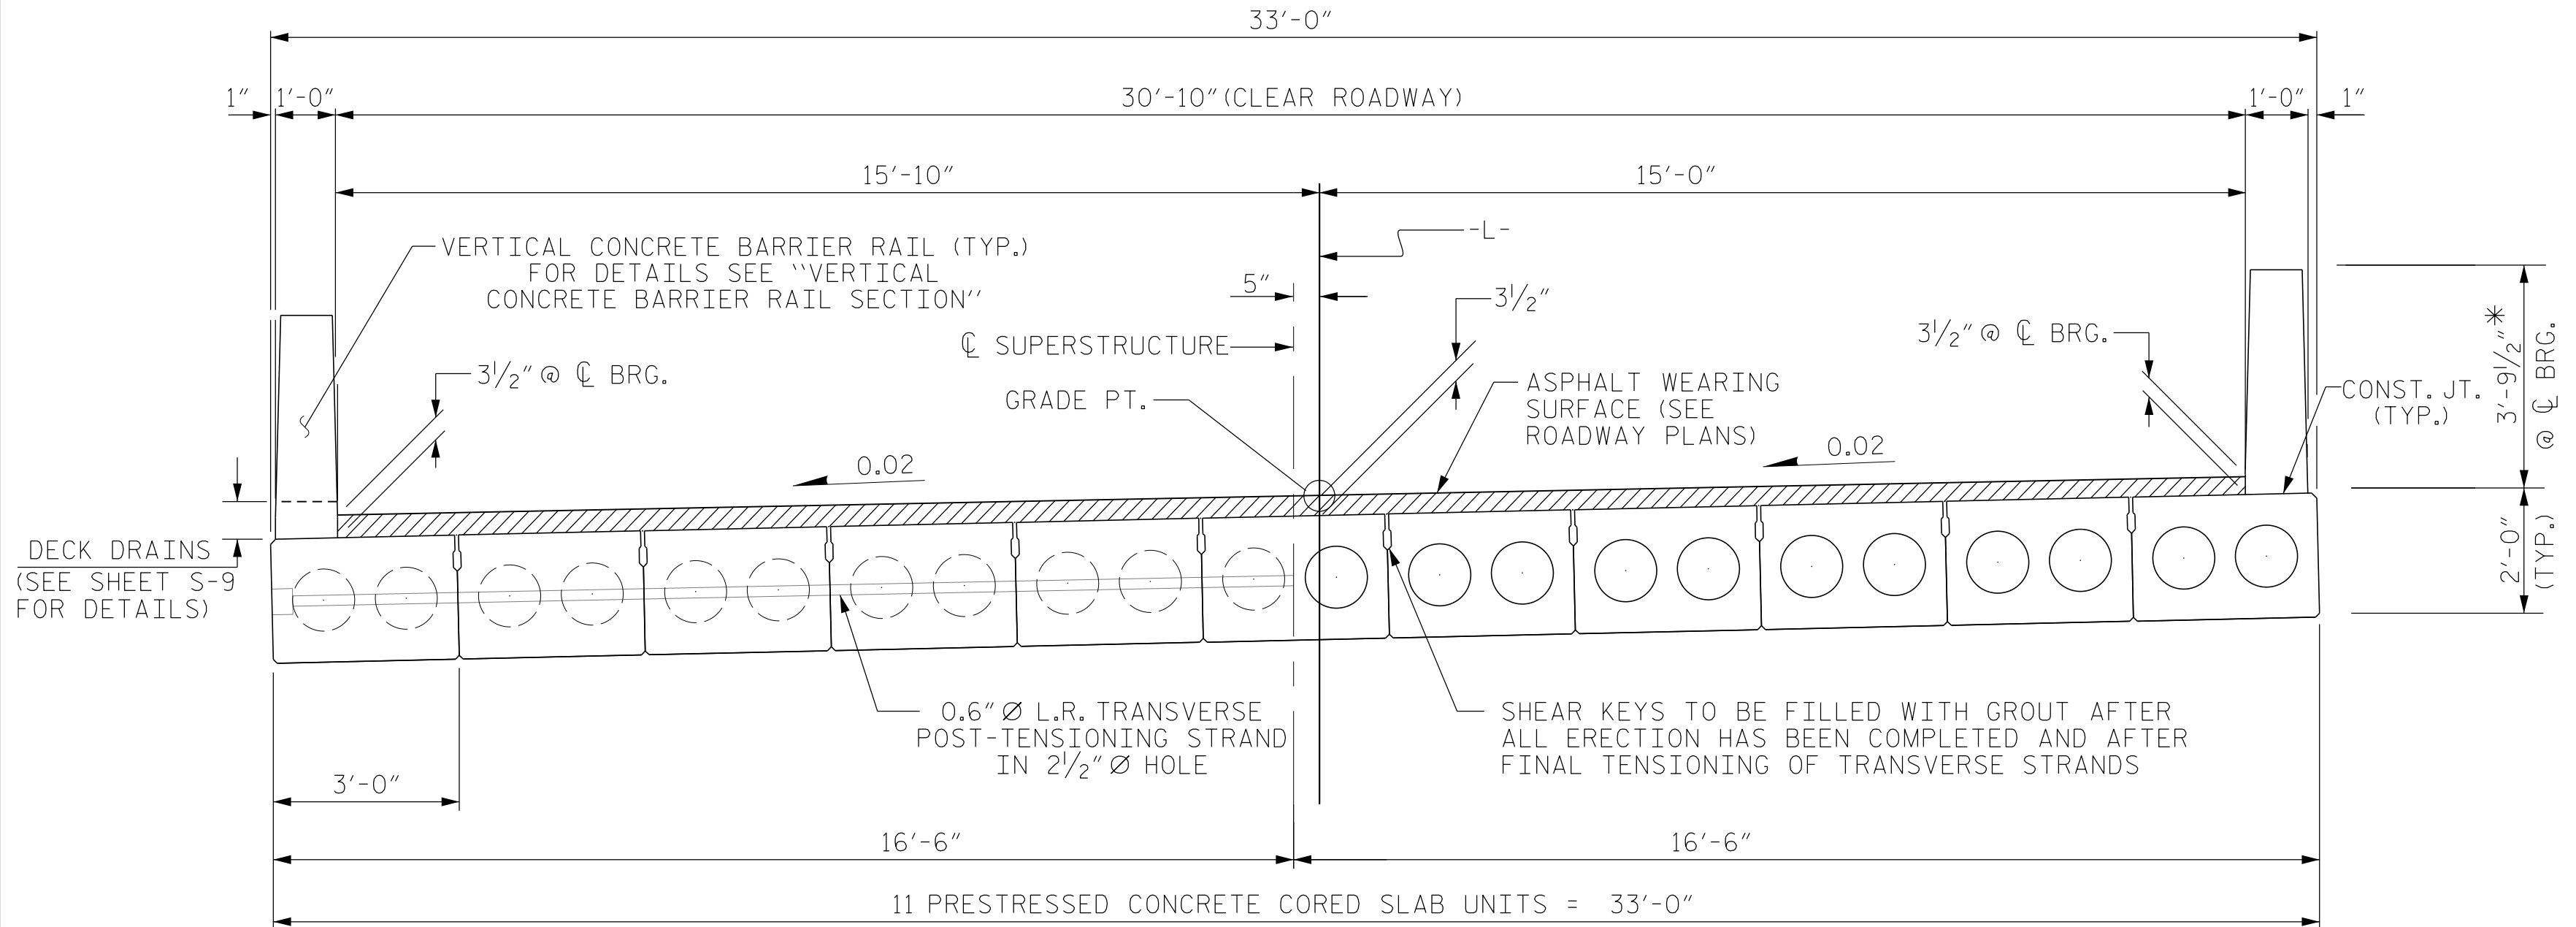 33'-0"
1"
1'-0"
30'-10"(CLEAR ROADWAY)
1'-0"
1"
15'-10"
15'-0"
VERTICAL CONCRETE BARRIER RAIL (TYP.)
FOR DETAILS SEE "VERTICAL
CONCRETE BARRIER RAIL SECTION"
-L-
5"
3½"
℄ SUPERSTRUCTURE
3½"@ ℄ BRG.
3½"@ ℄ BRG.
GRADE PT.
ASPHALT WEARING
SURFACE (SEE
ROADWAY PLANS)
3'-9½"*
@ ℄ BRG.
CONST. JT.
(TYP.)
0.02
0.02
DECK DRAINS
(SEE SHEET S-9
FOR DETAILS)
2'-0"
(TYP.)
0.6"Ø L.R. TRANSVERSE
POST-TENSIONING STRAND
IN 2½"Ø HOLE
SHEAR KEYS TO BE FILLED WITH GROUT AFTER
ALL ERECTION HAS BEEN COMPLETED AND AFTER
FINAL TENSIONING OF TRANSVERSE STRANDS
3'-0"
16'-6"
16'-6"
11 PRESTRESSED CONCRETE CORED SLAB UNITS = 33'-0"